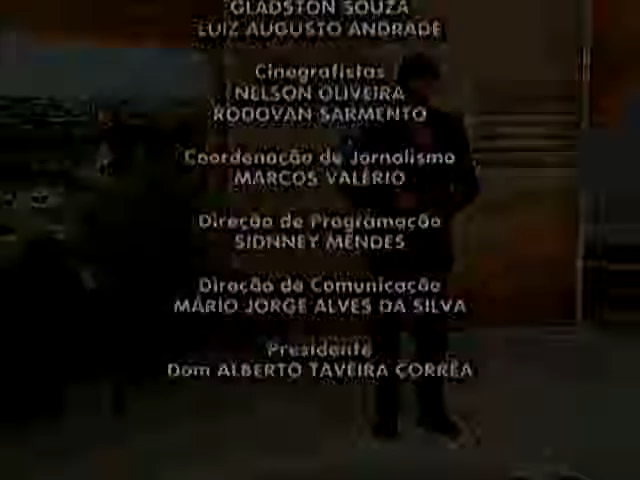 GLADSTON SOUZA
LUIZ AUGUSTO ANDRADE
Cinegrafistas
NELSON OLIVEIRA
RODOVAN SARMENTO
Coordenação de Jornalismo
MARCOS VALÉRIO
Direção de Programação
SIDNNEY MENDES
Direção de Comunicação
MÁRIO JORGE ALVES DA SILVA
Presidente
Dom ALBERTO TAVEIRA CORRÊA